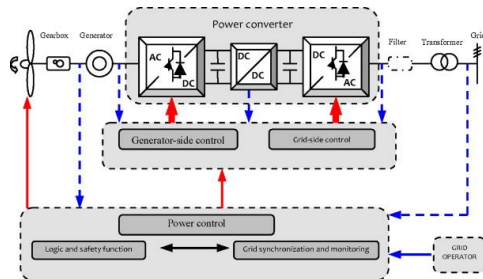 Gearbox
Generator
Power converter
Filter
Transformer
Grid
AC
DC
DC
DC
DC
AC
Generator-side control
Grid-side control
Power control
Logic and safety function
Grid synchronization and monitoring
GRID
OPERATOR